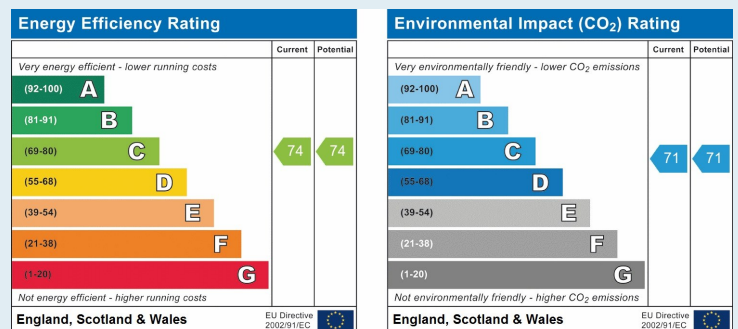 Energy Efficiency Rating
Current Potential
Very energy efficient - lower running costs
(92-100) A
(81-91) B
(69-80) C 74 74
(55-68) D
(39-54) E
(21-38) F
(1-20) G
Not energy efficient - higher running costs
England, Scotland & Wales
EU Directive
2002/91/EC
Environmental Impact (CO₂) Rating
Current Potential
Very environmentally friendly - lower CO₂ emissions
(92-100) A
(81-91) B
(69-80) C 71 71
(55-68) D
(39-54) E
(21-38) F
(1-20) G
Not environmentally friendly - higher CO₂ emissions
England, Scotland & Wales
EU Directive
2002/91/EC